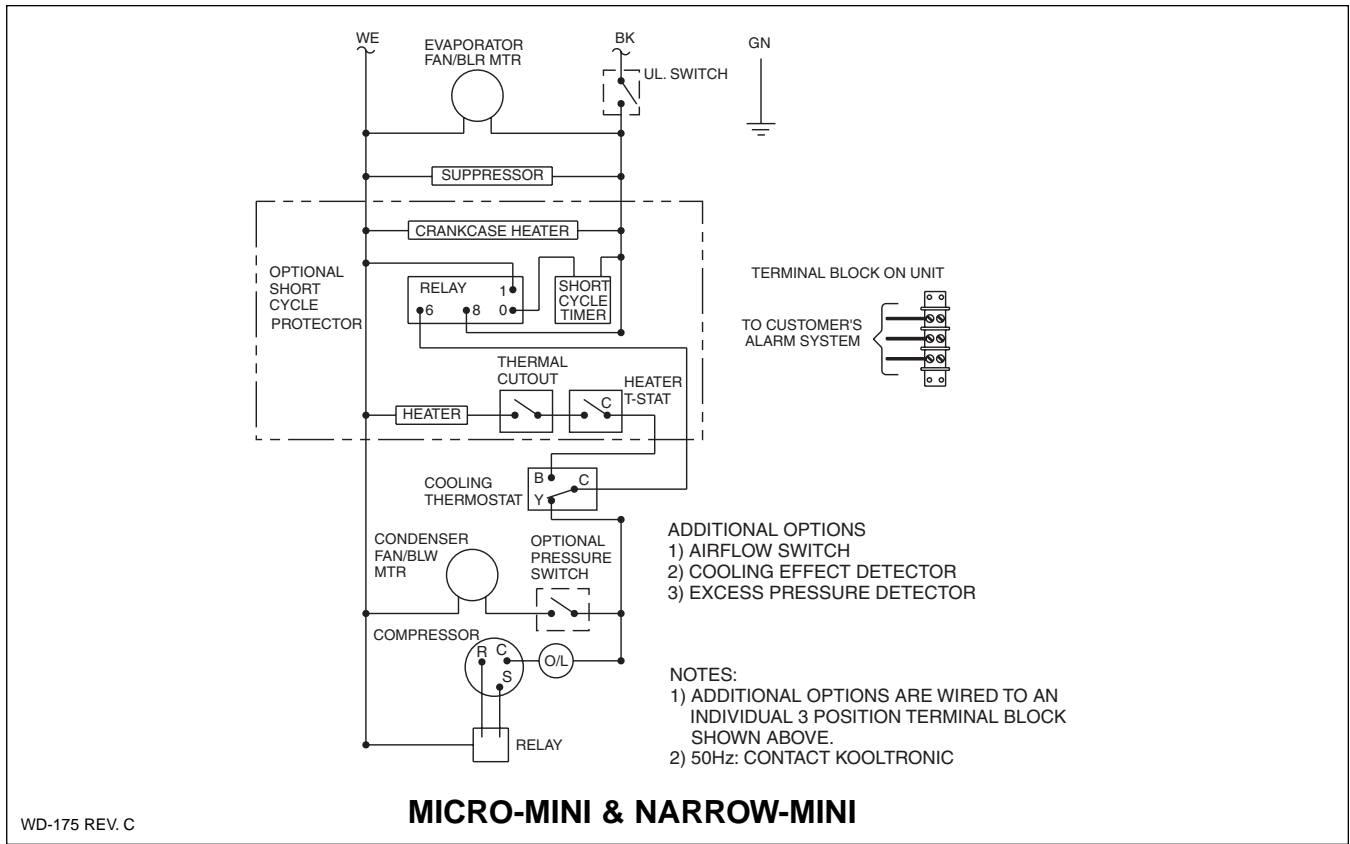 WE
EVAPORATOR
FAN/BLR MTR
BK
GN
UL. SWITCH
SUPPRESSOR
CRANKCASE HEATER
OPTIONAL
SHORT
CYCLE
PROTECTOR
RELAY
1
6
8
0
SHORT
CYCLE
TIMER
TERMINAL BLOCK ON UNIT
TO CUSTOMER'S
ALARM SYSTEM
THERMAL
CUTOUT
HEATER
T-STAT
C
HEATER
COOLING
THERMOSTAT
B
C
Y
CONDENSER
FAN/BLW
MTR
OPTIONAL
PRESSURE
SWITCH
ADDITIONAL OPTIONS
1) AIRFLOW SWITCH
2) COOLING EFFECT DETECTOR
3) EXCESS PRESSURE DETECTOR
COMPRESSOR
R
C
S
O/L
RELAY
NOTES:
1) ADDITIONAL OPTIONS ARE WIRED TO AN
INDIVIDUAL 3 POSITION TERMINAL BLOCK
SHOWN ABOVE.
2) 50Hz: CONTACT KOOLTRONIC
MICRO-MINI & NARROW-MINI
WD-175 REV. C